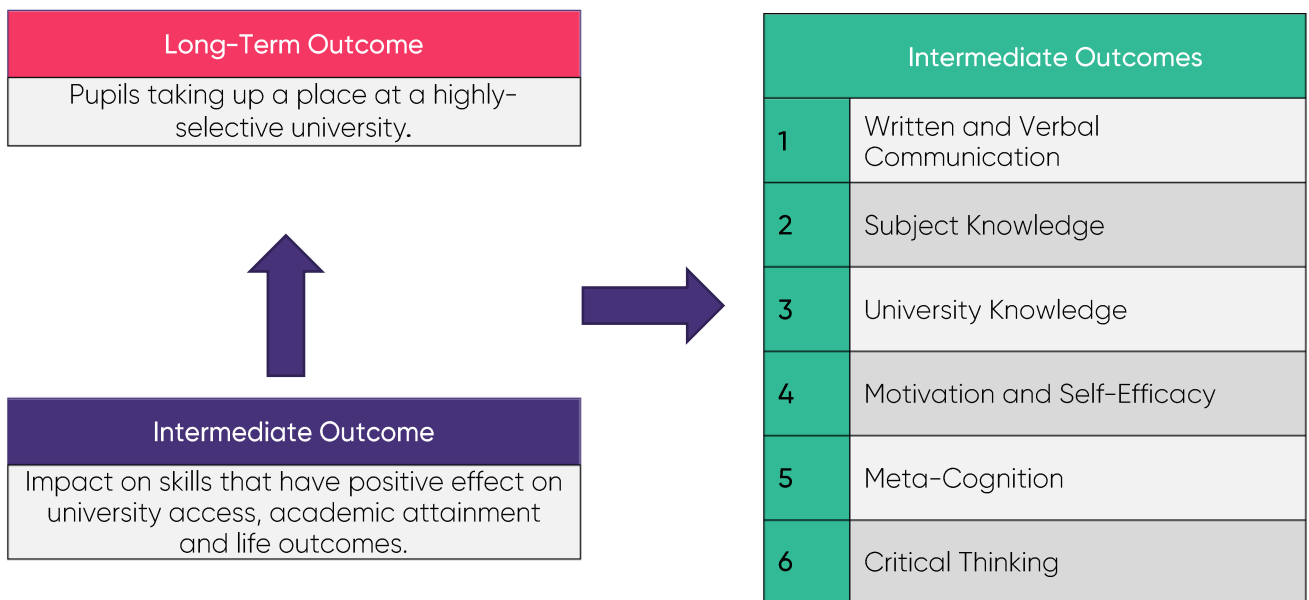 Long-Term Outcome
Pupils taking up a place at a highly-
selective university.
Intermediate Outcome
Impact on skills that have positive effect on
university access, academic attainment
and life outcomes.
Intermediate Outcomes
1
Written and Verbal
Communication
2
Subject Knowledge
3
University Knowledge
4
Motivation and Self-Efficacy
5
Meta-Cognition
6
Critical Thinking